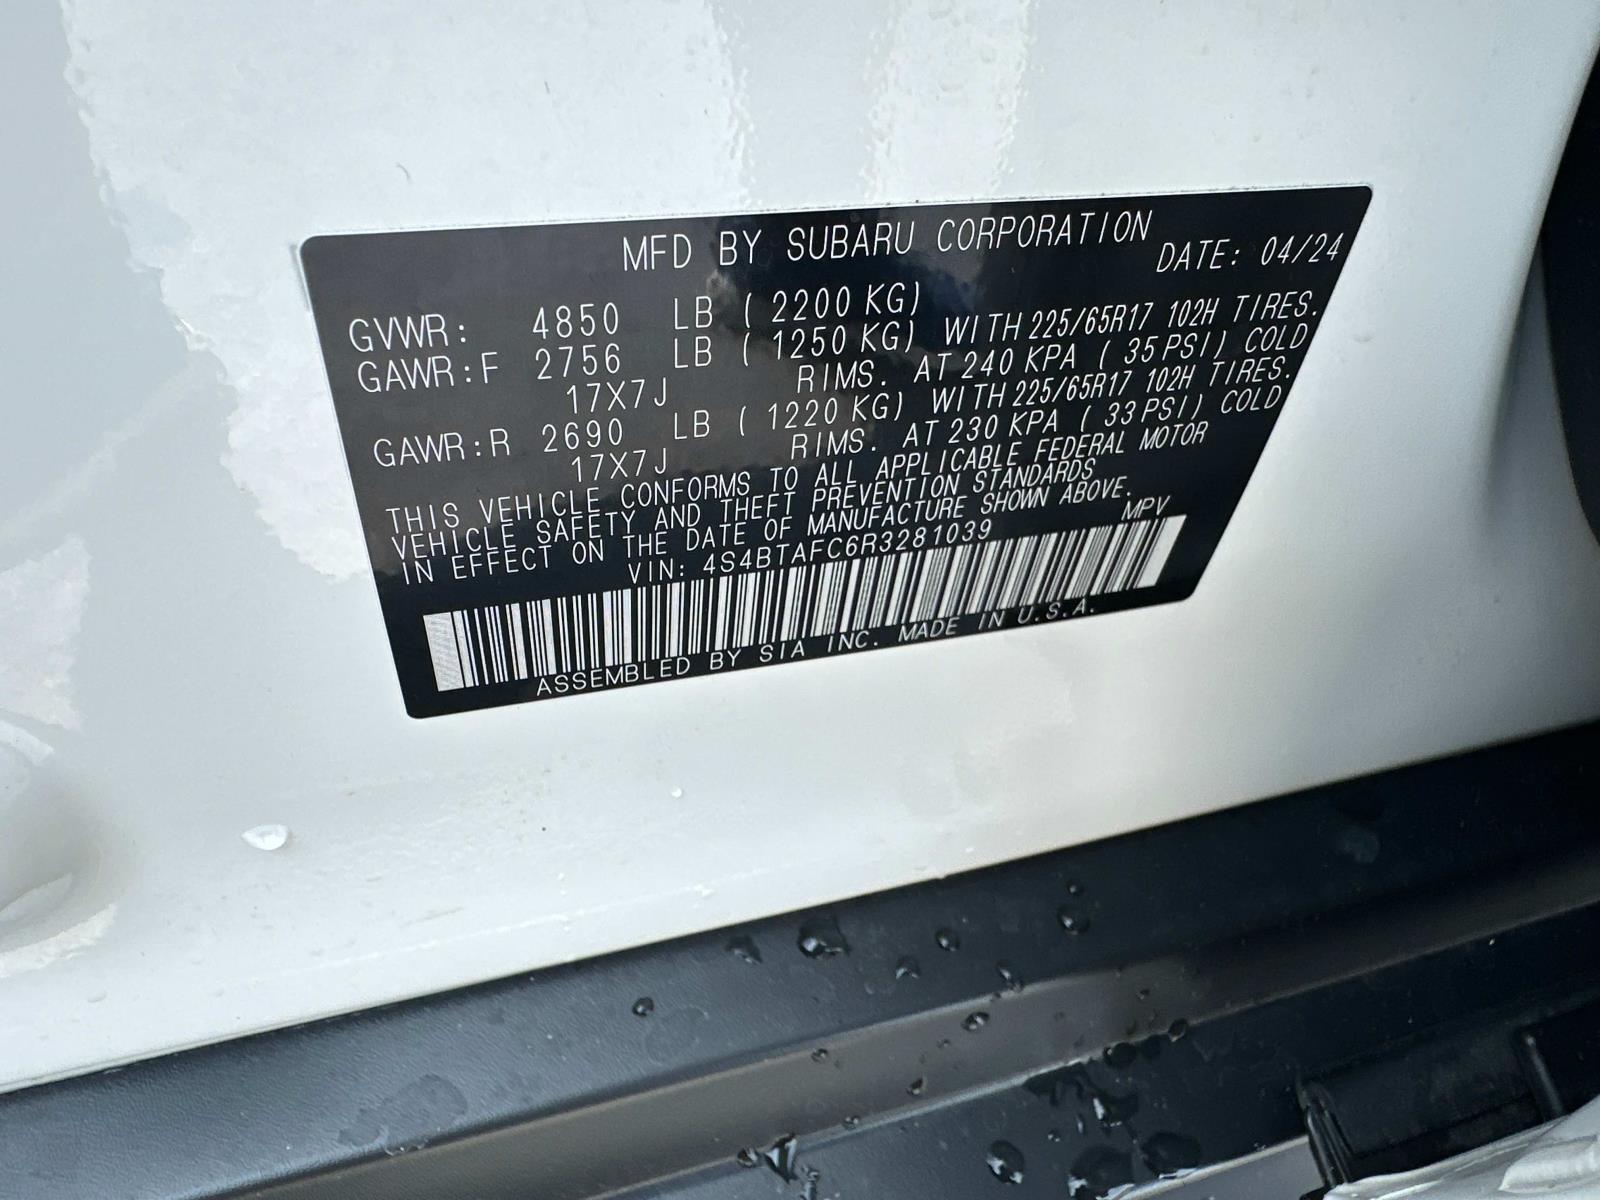 MFD BY SUBARU CORPORATION
DATE: 04/24
GVWR: 4850 LB ( 2200 KG)
GAWR:F 2756 LB ( 1250 KG) WITH 225/65R17 102H TIRES.
17X7J RIMS. AT 240 KPA ( 35 PSI) COLD
GAWR:R 2690 LB ( 1220 KG) WITH 225/65R17 102H TIRES.
17X7J RIMS. AT 230 KPA ( 33 PSI) COLD
THIS VEHICLE CONFORMS TO ALL APPLICABLE FEDERAL MOTOR
VEHICLE SAFETY AND THEFT PREVENTION STANDARDS
IN EFFECT ON THE DATE OF MANUFACTURE SHOWN ABOVE.
VIN: 4S4BTAFC6R3281039 MPV
ASSEMBLED BY SIA INC. MADE IN U.S.A.